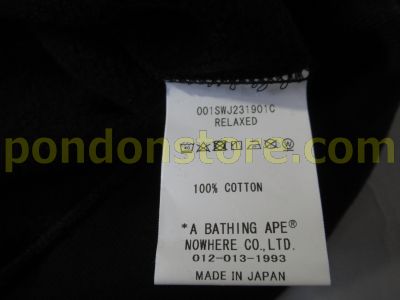 001SWJ231901C
RELAXED
pondonstore.com
100% COTTON
*A BATHING APE®
NOWHERE CO., LTD.
012-013-1993
MADE IN JAPAN